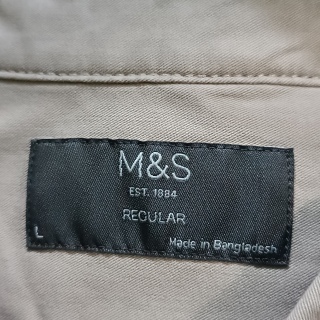 M&S
EST. 1884
REGULAR
L
Made in Bangladesh